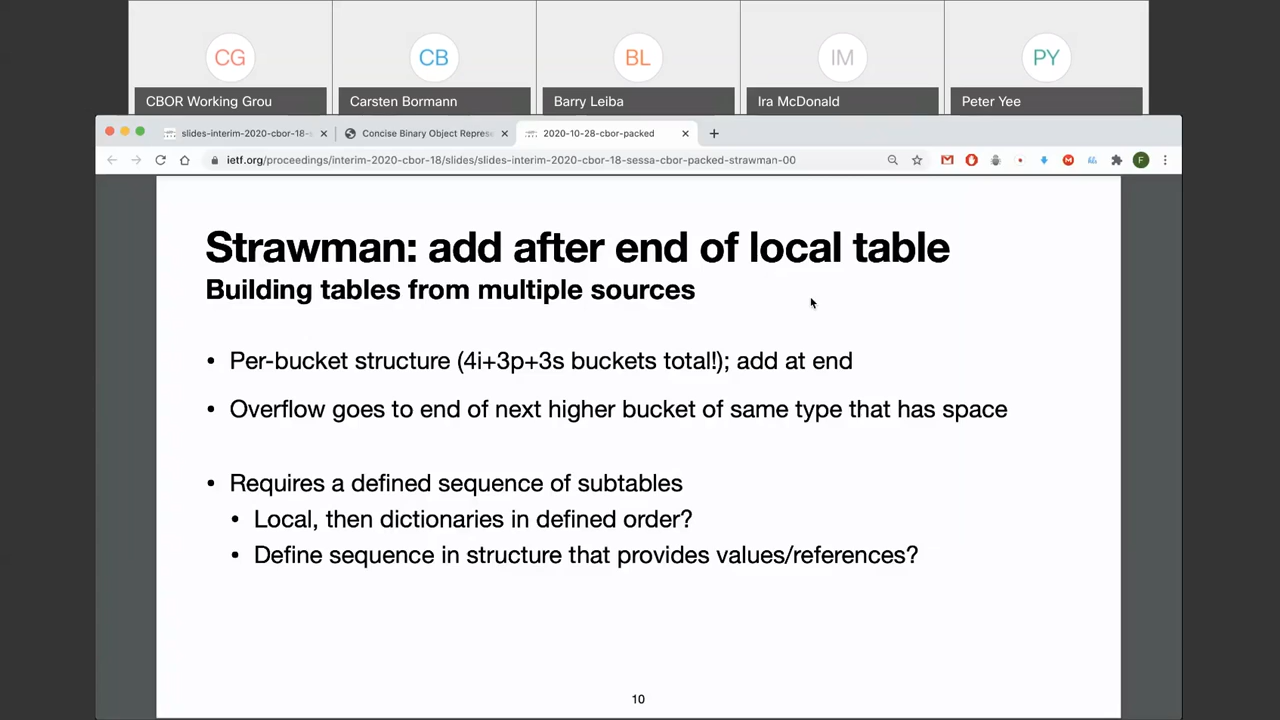 CG
CB
BL
IM
PY
CBOR Working Grou
Carsten Bormann
Barry Leiba
Ira McDonald
Peter Yee
slides-interim-2020-cbor-18-s
Concise Binary Object Represe
2020-10-28-cbor-packed
ietf.org/proceedings/interim-2020-cbor-18/slides/slides-interim-2020-cbor-18-sessa-cbor-packed-strawman-00
F
Strawman: add after end of local table
Building tables from multiple sources
• Per-bucket structure (4i+3p+3s buckets total!); add at end
• Overflow goes to end of next higher bucket of same type that has space
• Requires a defined sequence of subtables
• Local, then dictionaries in defined order?
• Define sequence in structure that provides values/references?
10